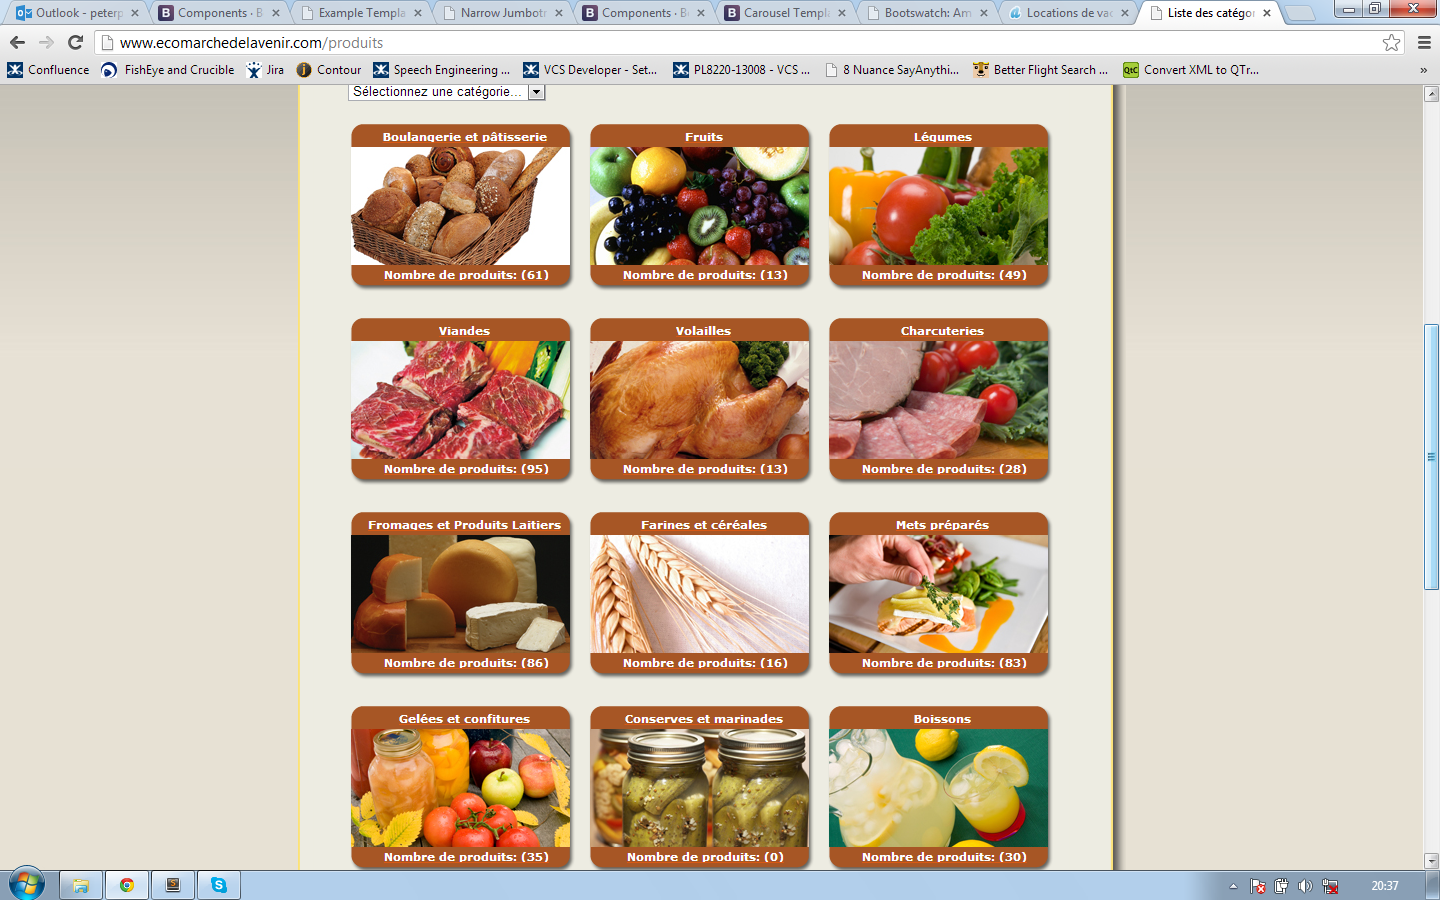 Outlook - peterp
Components · B
Example Templa
Narrow Jumbotr
Components · B
Carousel Templ
Bootswatch: Am
Locations de vac
Liste des catégor
www.ecomarchedelavenir.com/produits
Confluence
FishEye and Crucible
Jira
Contour
Speech Engineering ...
VCS Developer - Set...
PL8220-13008 - VCS ...
8 Nuance SayAnythi...
Better Flight Search ...
Convert XML to QTr...
»
Sélectionnez une catégorie...
Boulangerie et pâtisserie
Fruits
Légumes
Nombre de produits: (61)
Nombre de produits: (13)
Nombre de produits: (49)
Viandes
Volailles
Charcuteries
Nombre de produits: (95)
Nombre de produits: (13)
Nombre de produits: (28)
Fromages et Produits Laitiers
Farines et céréales
Mets préparés
Nombre de produits: (86)
Nombre de produits: (16)
Nombre de produits: (83)
Gelées et confitures
Conserves et marinades
Boissons
Nombre de produits: (35)
Nombre de produits: (0)
Nombre de produits: (30)
20:37